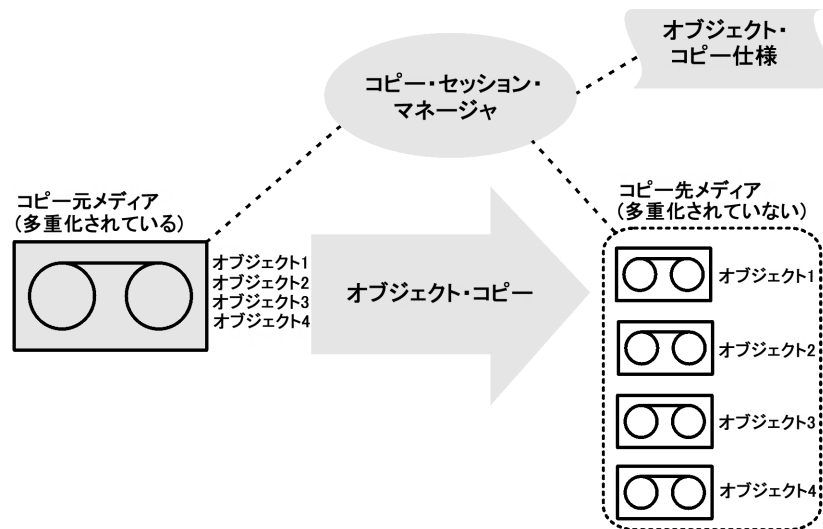 オブジェクト・
コピー仕様
コピー・セッション・
マネージャ
コピー元メディア
(多重化されている)
コピー先メディア
(多重化されていない)
オブジェクト1
オブジェクト2
オブジェクト3
オブジェクト4
オブジェクト・コピー
オブジェクト1
オブジェクト2
オブジェクト3
オブジェクト4